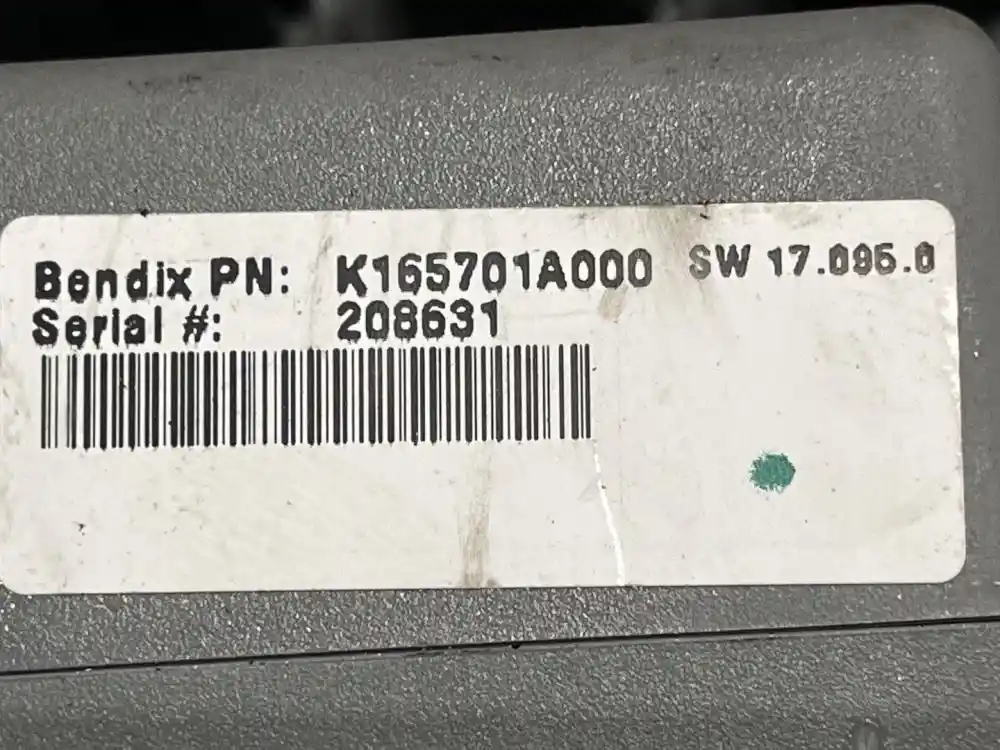 Bendix PN: K165701A000 SW 17.095.0
Serial #: 208631